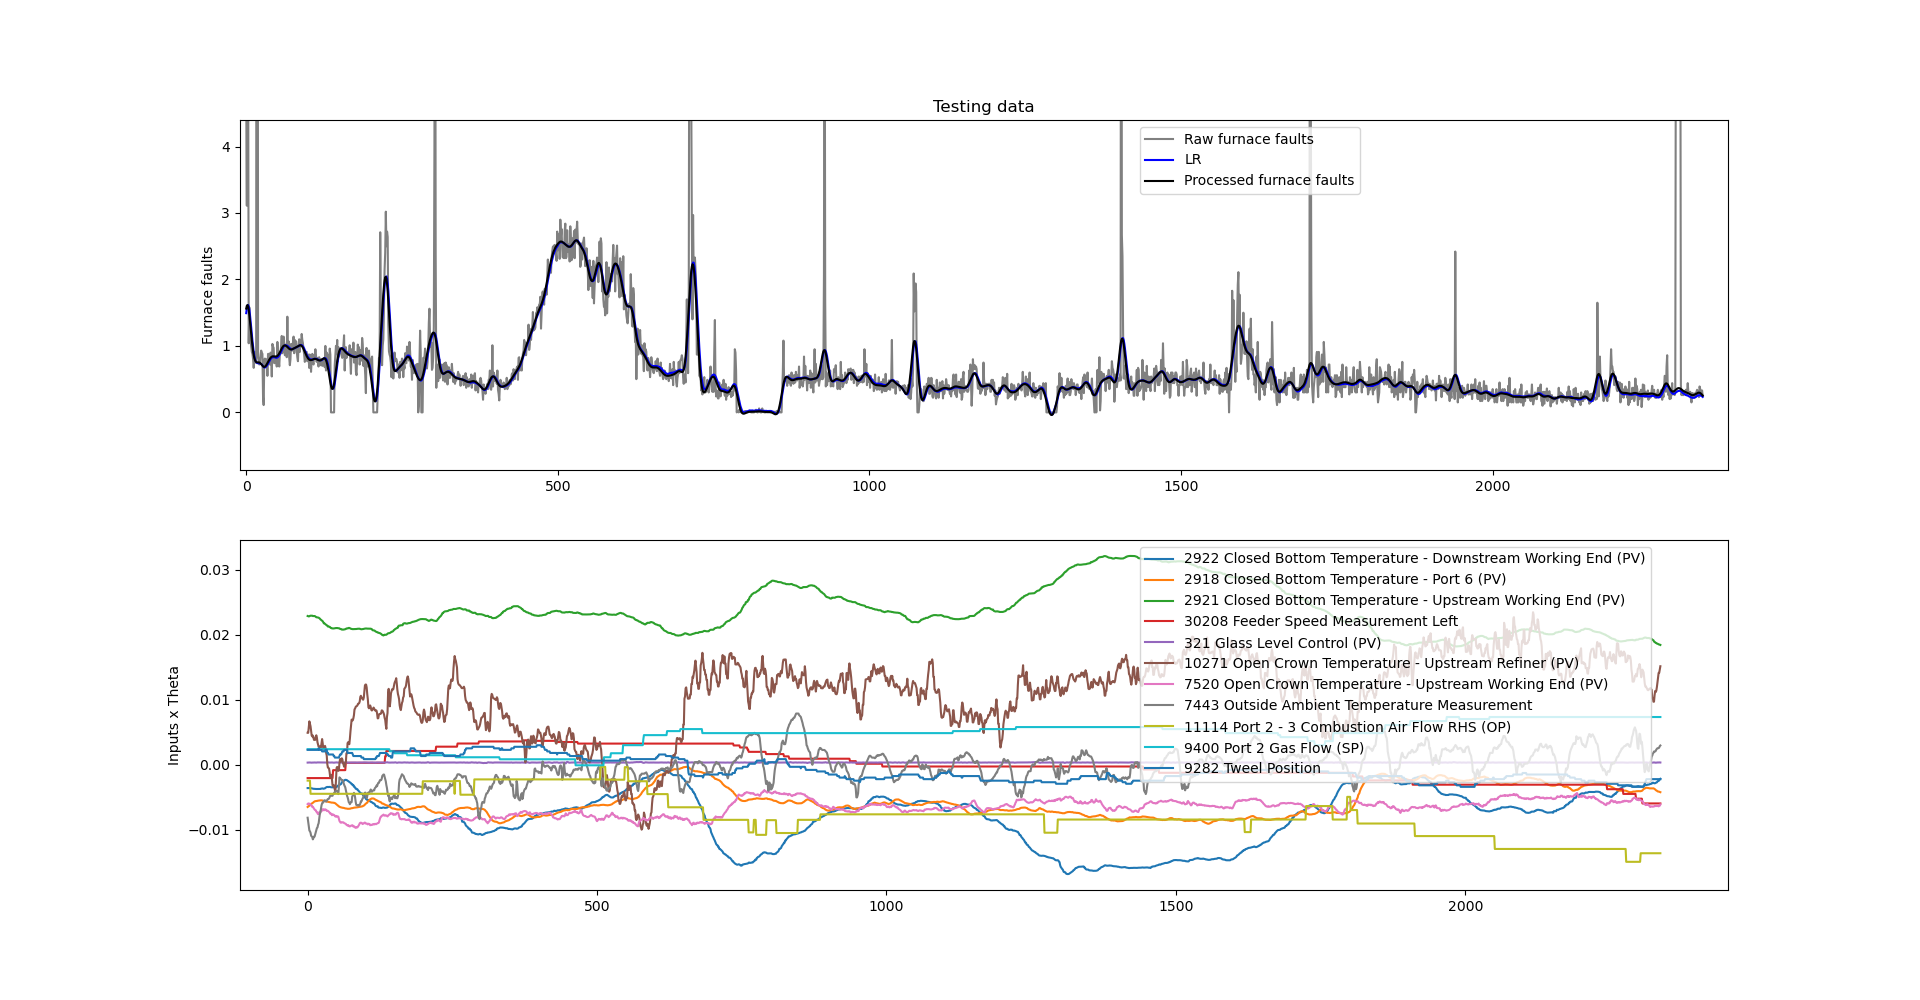 Testing data
Furnace faults
4
3
2
1
0
Raw furnace faults
LR
Processed furnace faults
0 500 1000 1500 2000
Inputs x Theta
0.03
0.02
0.01
0.00
−0.01
2922 Closed Bottom Temperature - Downstream Working End (PV)
2918 Closed Bottom Temperature - Port 6 (PV)
2921 Closed Bottom Temperature - Upstream Working End (PV)
30208 Feeder Speed Measurement Left
321 Glass Level Control (PV)
10271 Open Crown Temperature - Upstream Refiner (PV)
7520 Open Crown Temperature - Upstream Working End (PV)
7443 Outside Ambient Temperature Measurement
11114 Port 2 - 3 Combustion Air Flow RHS (OP)
9400 Port 2 Gas Flow (SP)
9282 Tweel Position
0 500 1000 1500 2000